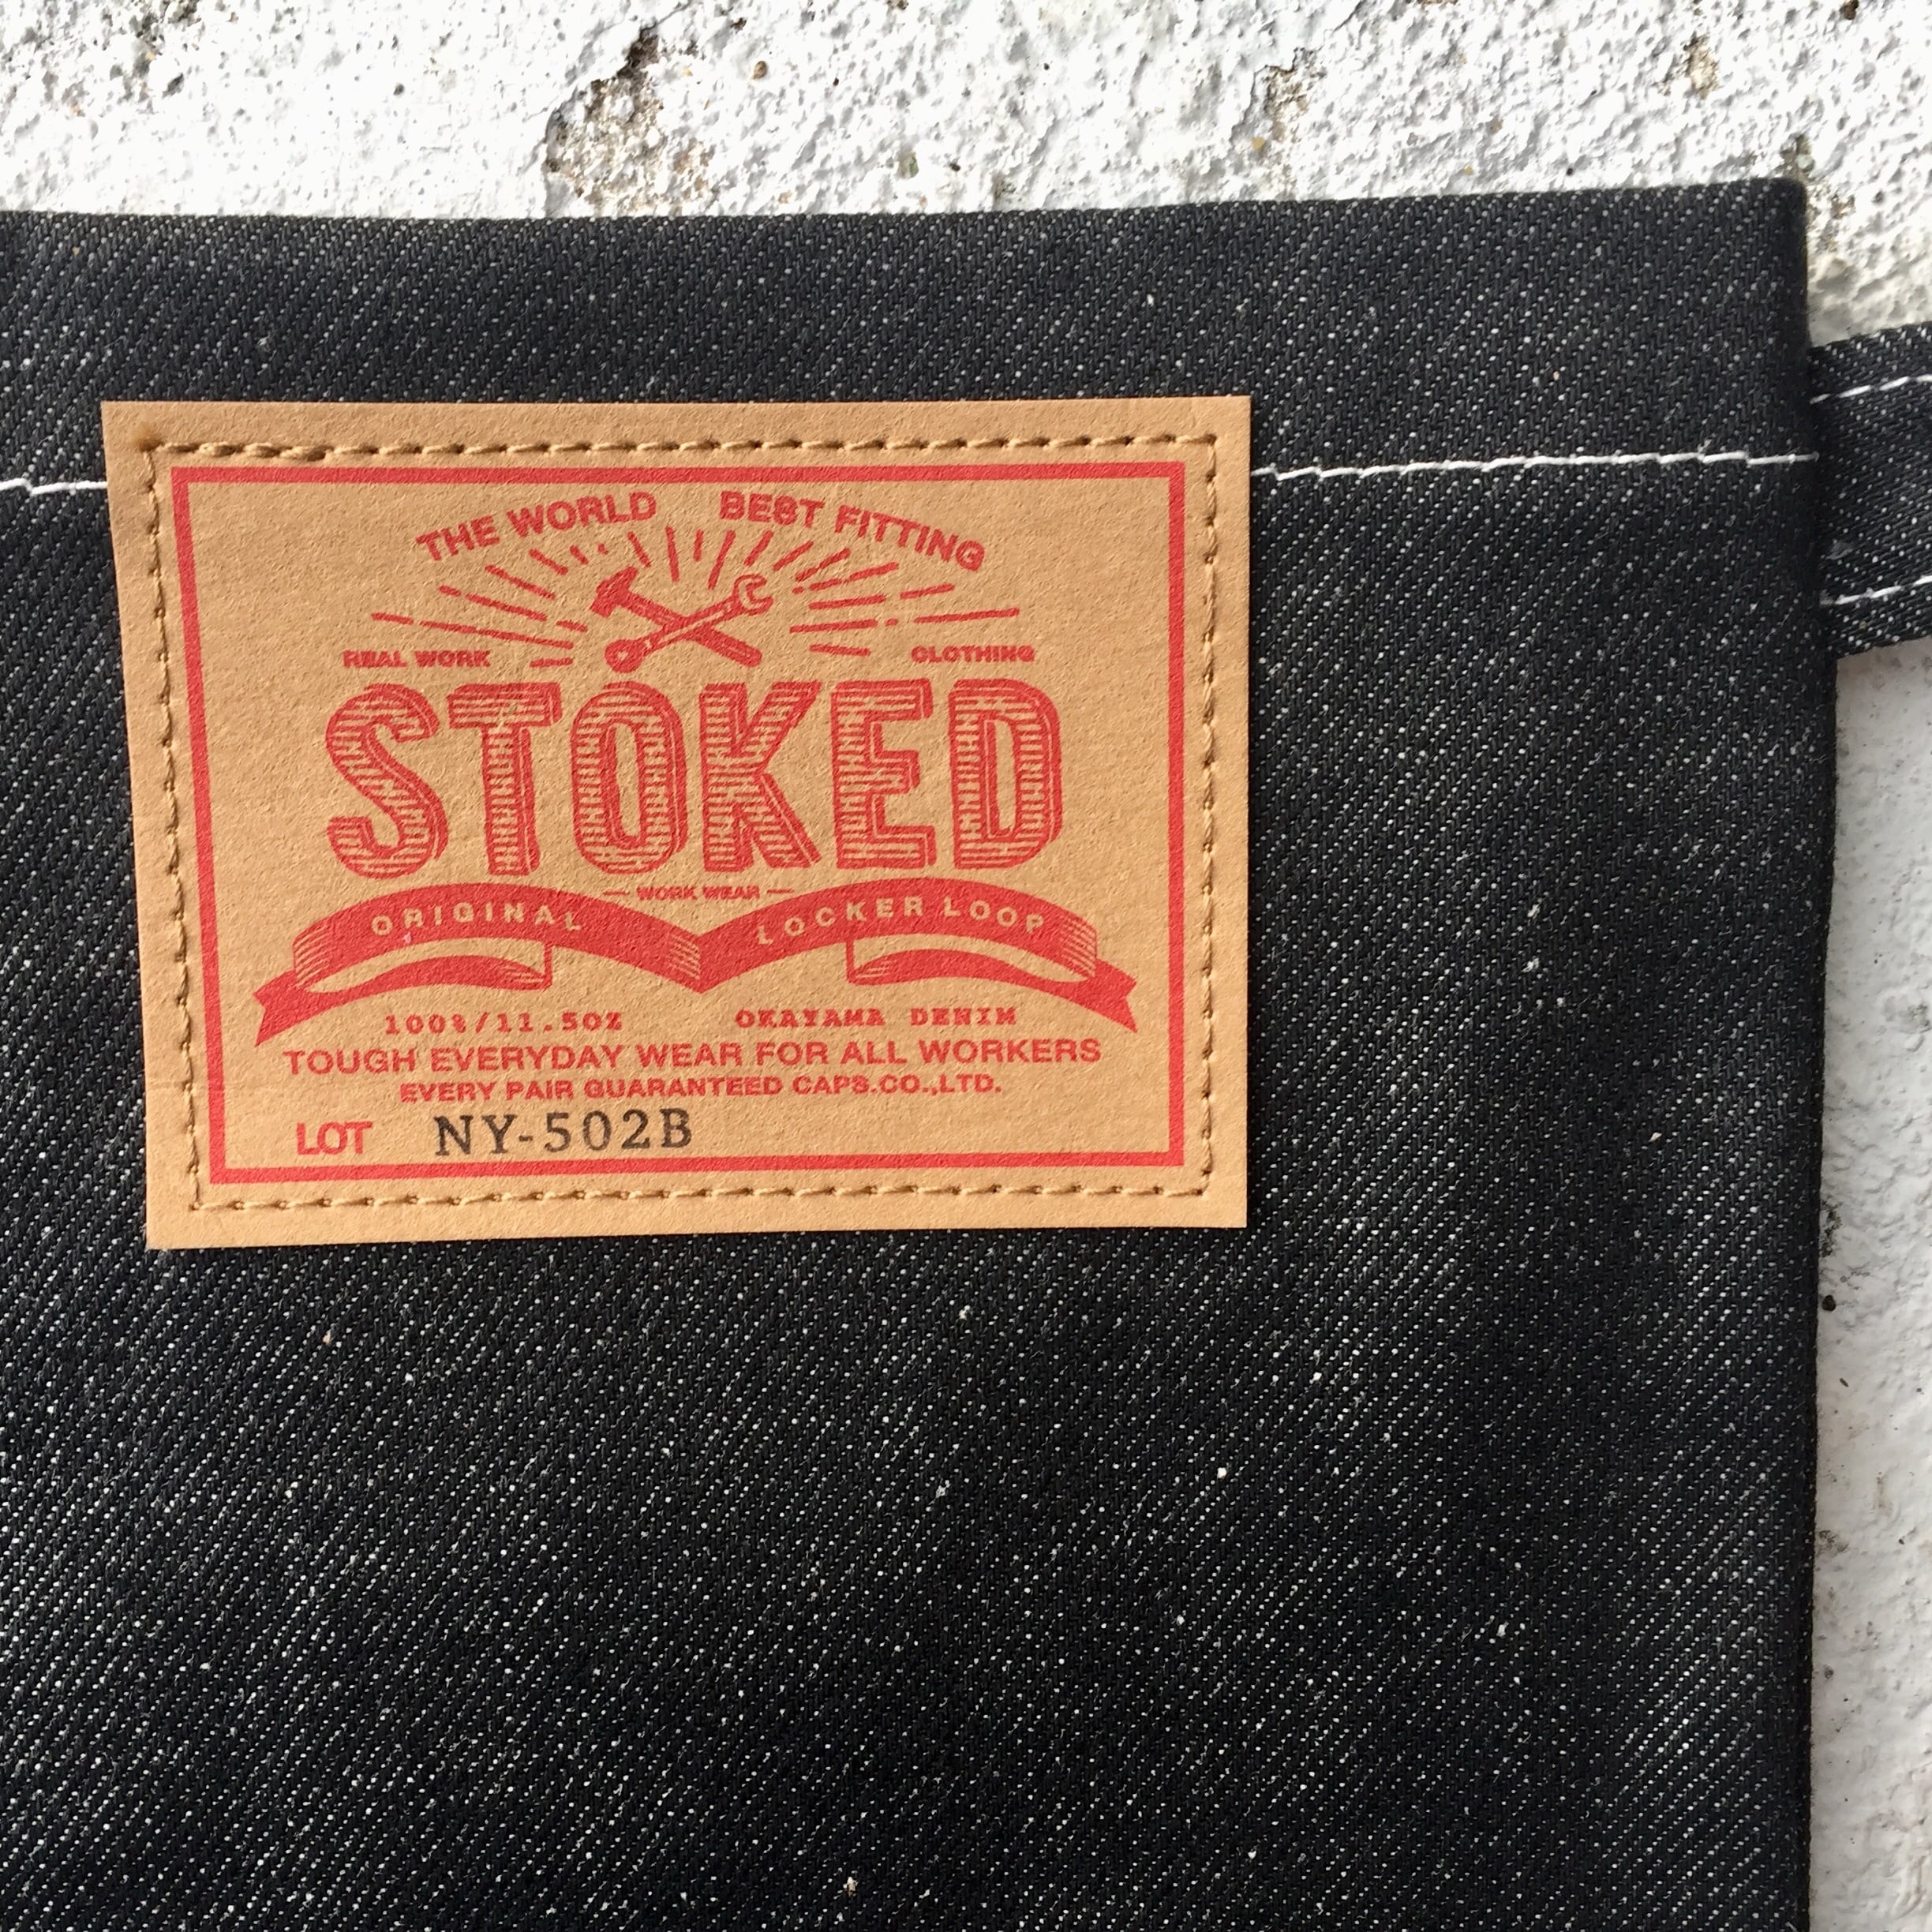 THE WORLD BEST FITTING
REAL WORK CLOTHING
STOKED
WORK WEAR
ORIGINAL LOCKER LOOP
100%/11.5OZ OKAYAMA DENIM
TOUGH EVERYDAY WEAR FOR ALL WORKERS
EVERY PAIR GUARANTEED CAPS.CO.,LTD.
LOT NY-502B